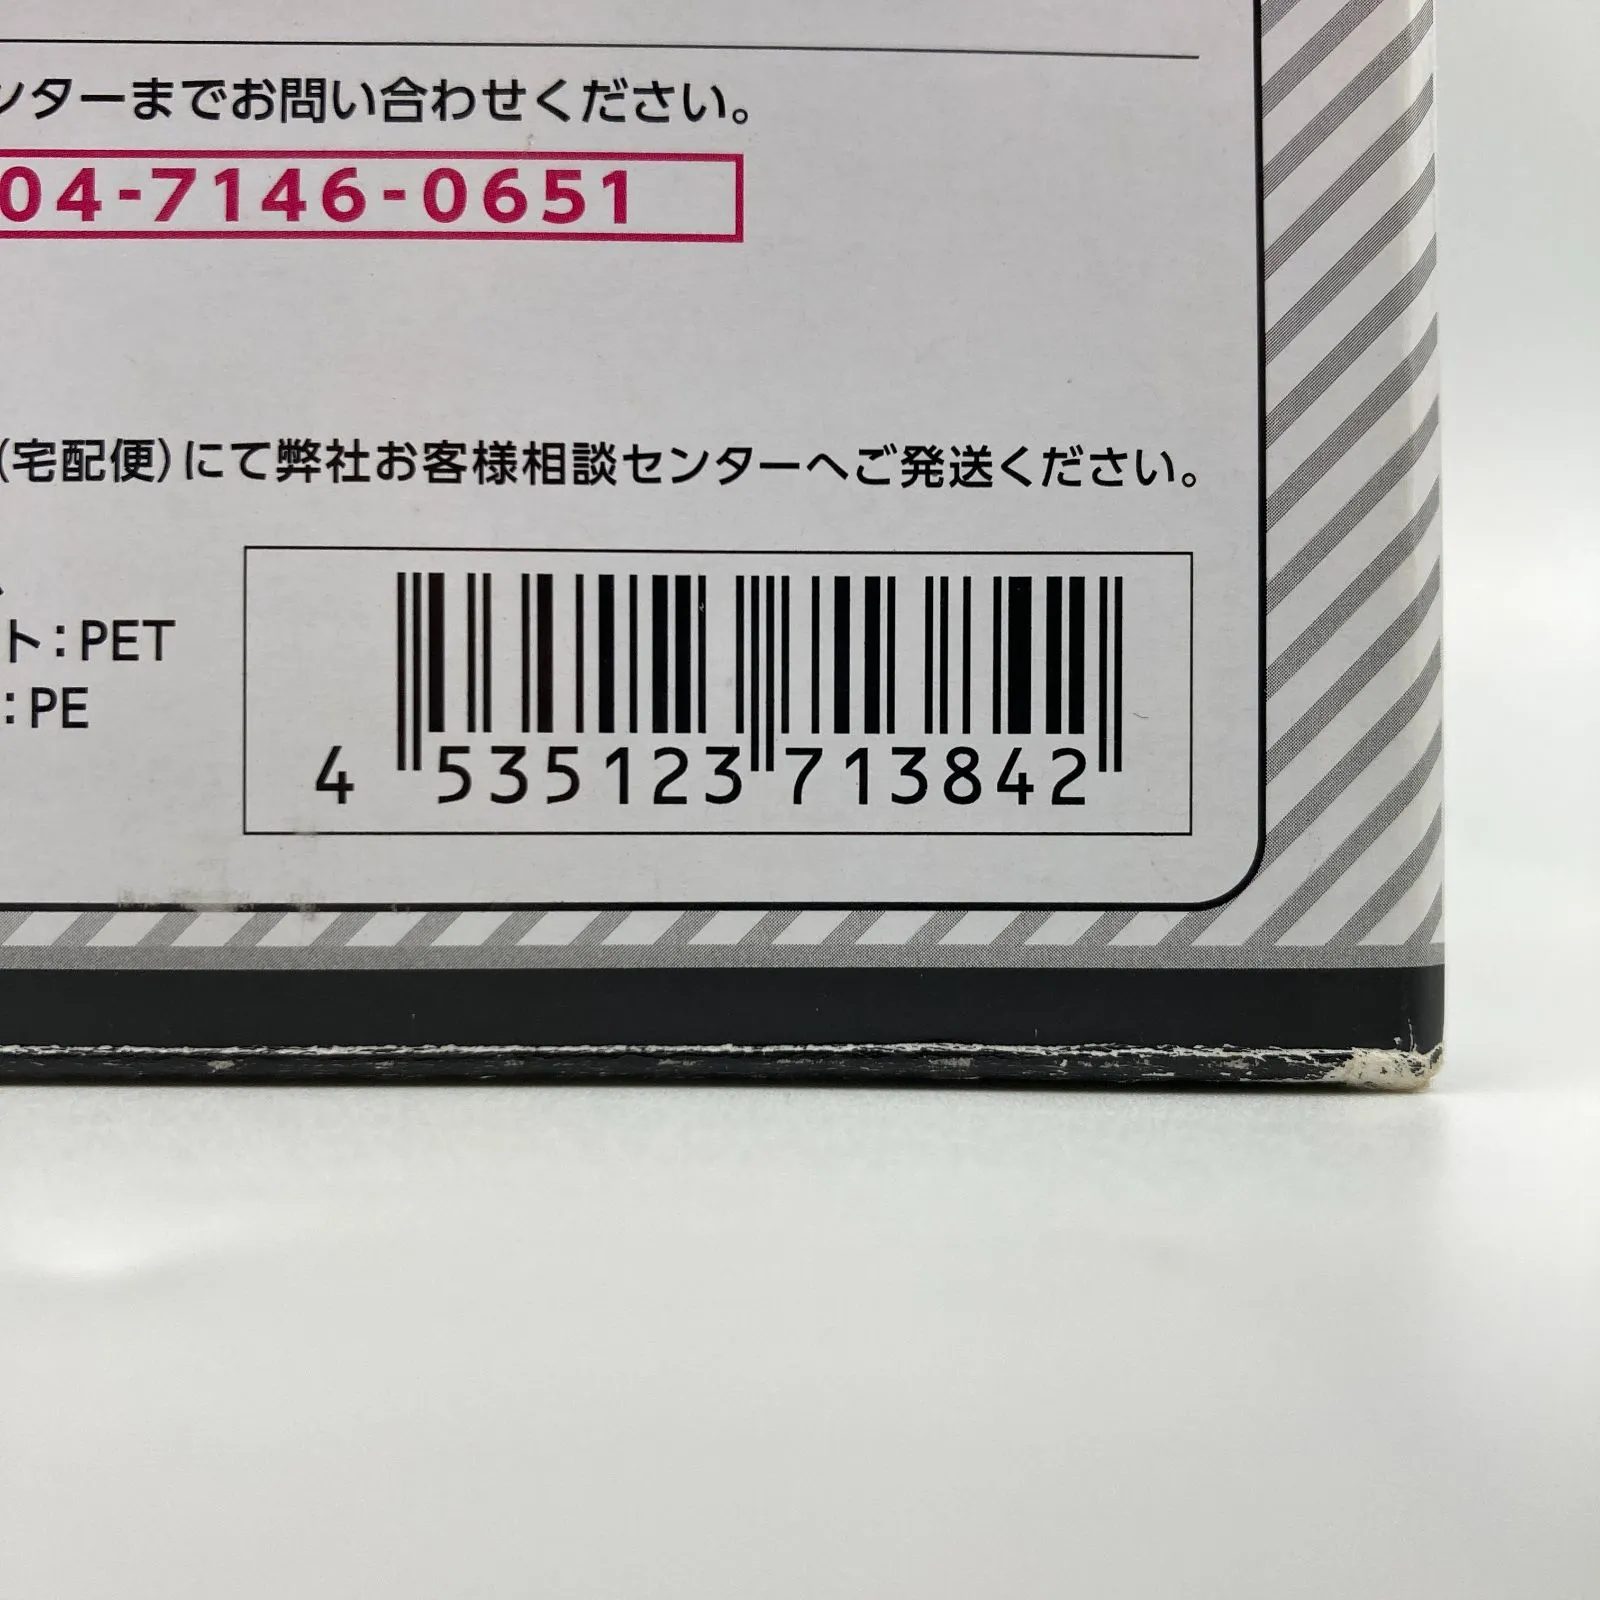 ンターまでお問い合わせください。
04-7146-0651
(宅配便)にて弊社お客様相談センターへご発送ください。
ト:PET
:PE
4 535123 713842